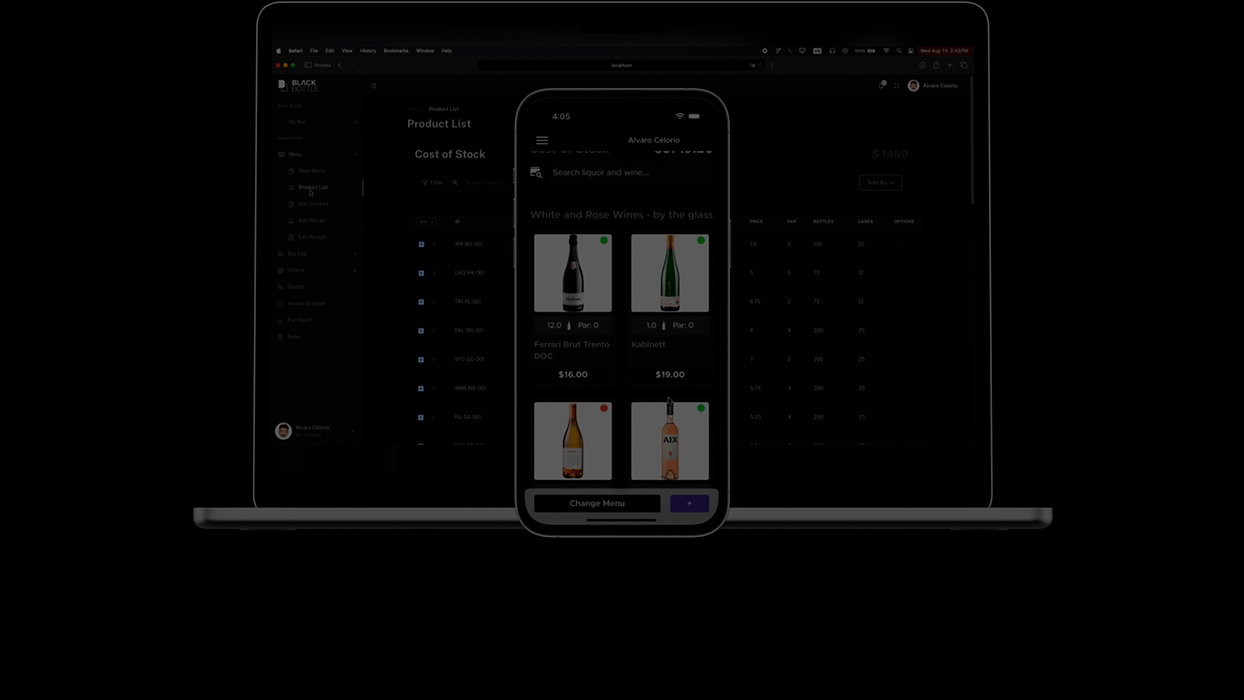 Safari File Edit View History Bookmarks Window Help
Wed Aug 14 2:43PM
Private
localhost
BLACK
BOTTLE
Alvaro Celorio
My Bar
Menu
Main Menu
Product List
Add Product
Add Recipe
Edit Recipe
Bar Log
Orders
Events
Invoice Scanner
Bar Health
Sales
Alvaro Celorio
Product List
Product List
Cost of Stock
$ 1450
Filter
Search Product
Sort By
PRICE PAR BOTTLES CASES OPTIONS
IPA-BO-001 7.5 3 100 25
LAG-HK-001 5 5 72 12
TRI-PL-001 6.75 2 72 12
PAL-SN-001 6 4 200 25
STO-GU-001 7 2 200 25
AMB-NB-001 5.75 3 200 25
PIL-SA-001 5.25 4 200 25
4:05
Alvaro Celorio
Search liquor and wine...
White and Rose Wines - by the glass
12.0 Par: 0
1.0 Par: 0
Ferrari Brut Trento
DOC
Kabinett
$16.00
$19.00
AIX
Change Menu +